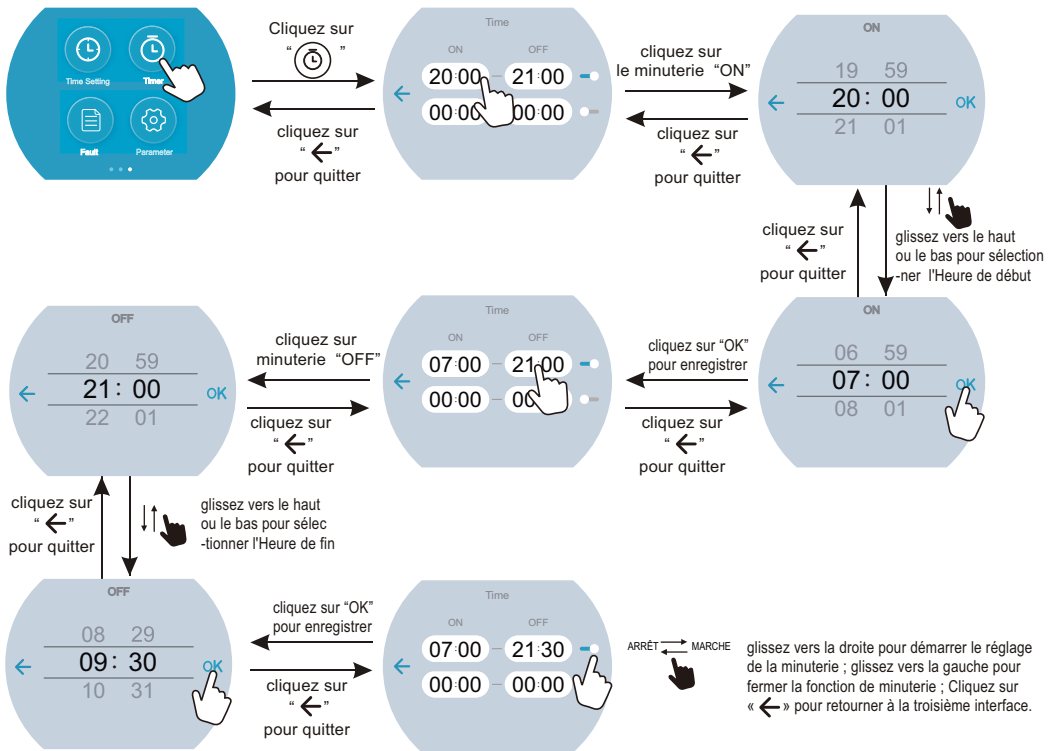 Time Setting
Timer
Fault
Parameter
Cliquez sur
“ ”
cliquez sur
“ ← ”
pour quitter
Time
ON OFF
20:00 – 21:00
00:00 00:00
cliquez sur
le minuterie “ON”
cliquez sur
“ ← ”
pour quitter
ON
19 59
20: 00 OK
21 01
cliquez sur
“ ← ”
pour quitter
glissez vers le haut
ou le bas pour sélection
-ner l'Heure de début
OFF
20 59
21: 00 OK
22 01
cliquez sur
minuterie “OFF”
cliquez sur
“ ← ”
pour quitter
Time
ON OFF
07:00 – 21:00
00:00 –
cliquez sur “OK”
pour enregistrer
cliquez sur
“ ← ”
pour quitter
ON
06 59
07: 00 OK
08 01
cliquez sur
“ ← ”
pour quitter
glissez vers le haut
ou le bas pour sélec
-tionner l'Heure de fin
OFF
08 29
09: 30 OK
10 31
cliquez sur “OK”
pour enregistrer
cliquez sur
“ ← ”
pour quitter
Time
ON OFF
07:00 – 21:30
00:00 – 00:00
ARRÊT MARCHE
glissez vers la droite pour démarrer le réglage
de la minuterie ; glissez vers la gauche pour
fermer la fonction de minuterie ; Cliquez sur
« ← » pour retourner à la troisième interface.